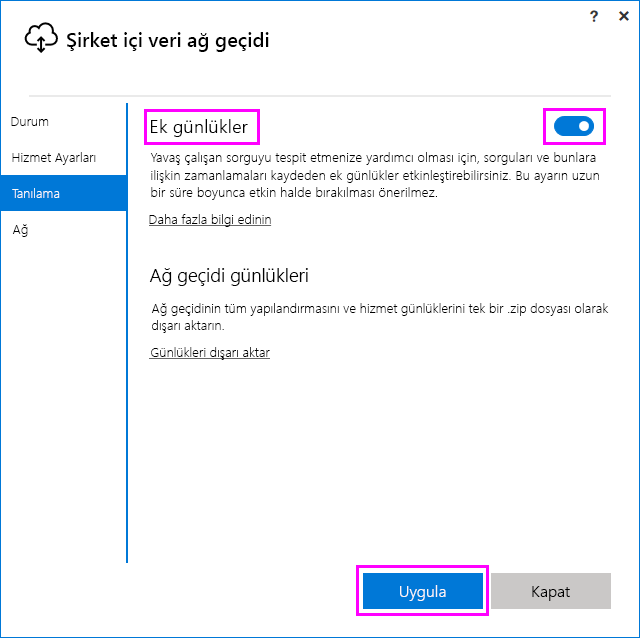 ?
Şirket içi veri ağ geçidi
Durum
Hizmet Ayarları
Tanılama
Ağ
Ek günlükler
Yavaş çalışan sorguyu tespit etmenize yardımcı olması için, sorguları ve bunlara
ilişkin zamanlamaları kaydeden ek günlükler etkinleştirebilirsiniz. Bu ayarın uzun
bir süre boyunca etkin halde bırakılması önerilmez.
Daha fazla bilgi edinin
Ağ geçidi günlükleri
Ağ geçidinin tüm yapılandırmasını ve hizmet günlüklerini tek bir .zip dosyası olarak
dışarı aktarın.
Günlükleri dışarı aktar
Uygula
Kapat